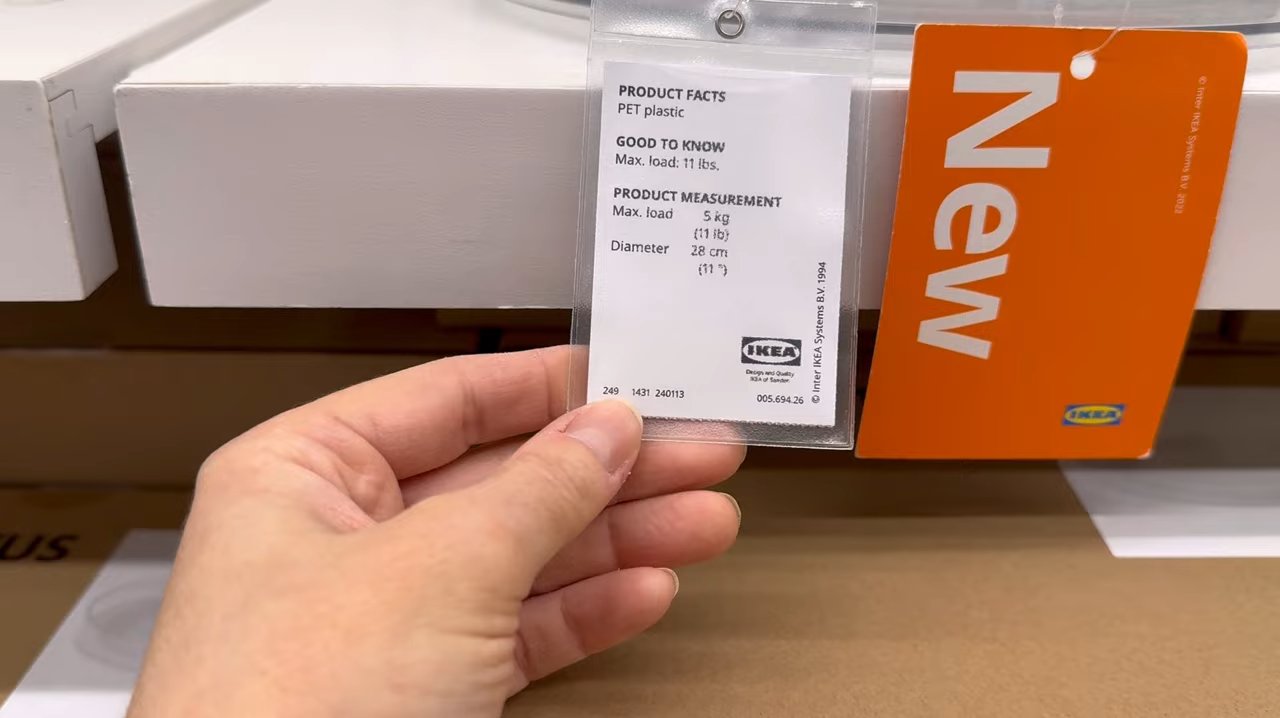 PRODUCT FACTS
PET plastic
GOOD TO KNOW
Max. load: 11 lbs.
PRODUCT MEASUREMENT
Max. load 5 kg
(11 lb)
Diameter 28 cm
(11 ")
IKEA
Design and Quality
IKEA of Sweden
249 1431 240113
005.694.26
© Inter IKEA Systems B.V. 1994
New
© Inter IKEA Systems B.V. 2022
IKEA
US